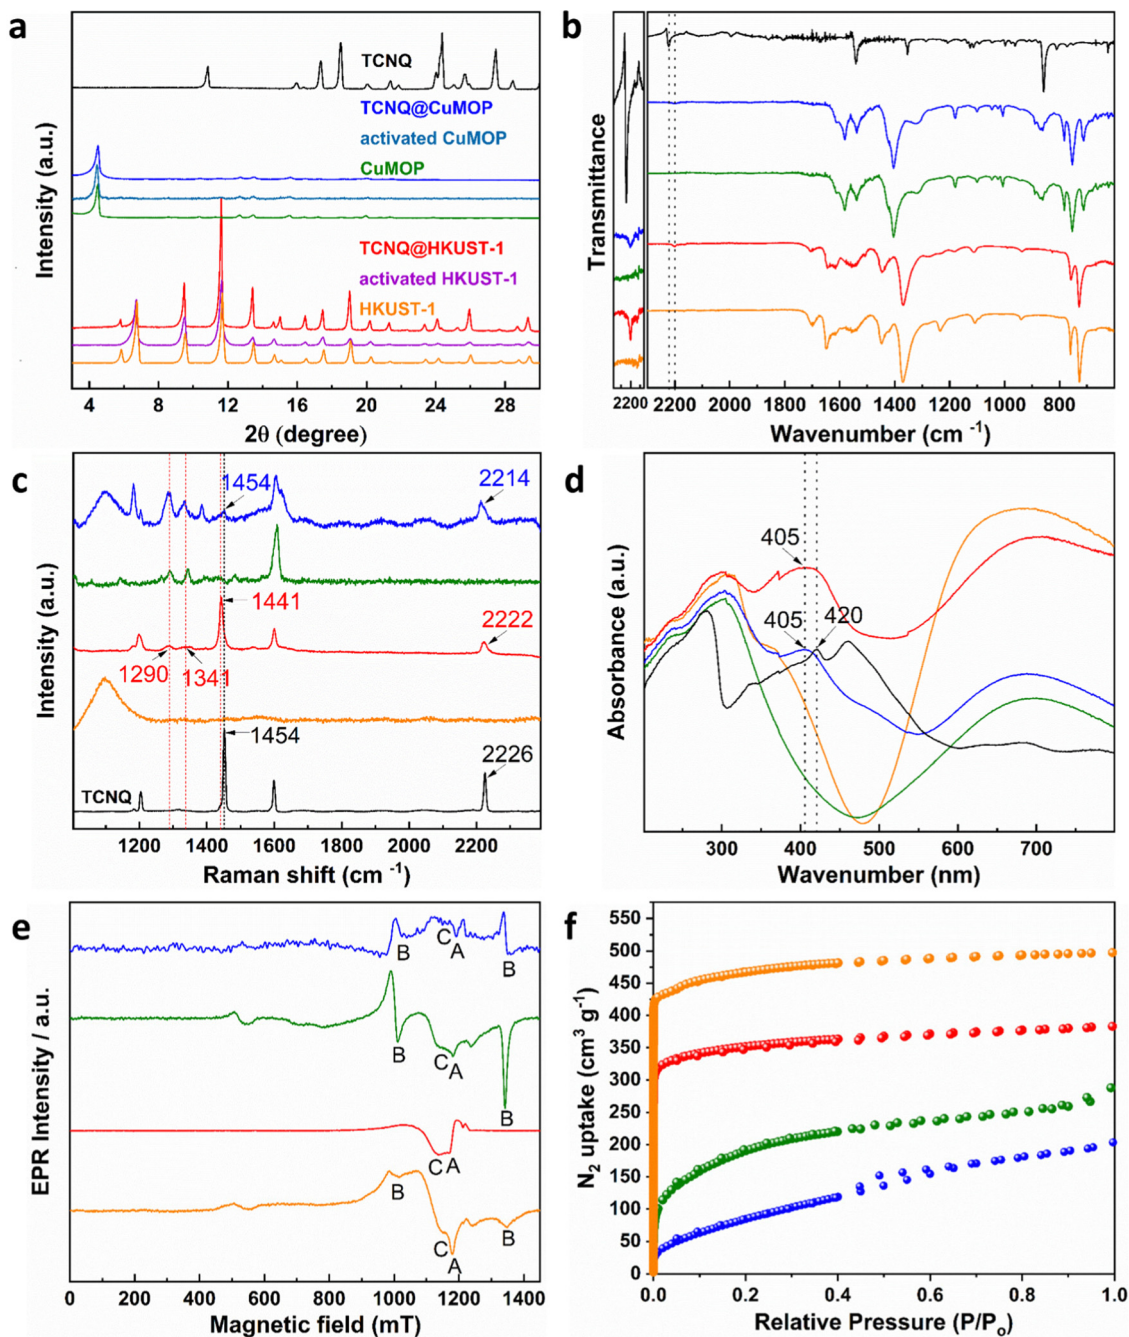 a
TCNQ
TCNQ@CuMOP
activated CuMOP
CuMOP
TCNQ@HKUST-1
activated HKUST-1
HKUST-1
Intensity (a.u.)
4 8 12 16 20 24 28
2θ (degree)
b
Transmittance
2200 2200 2000 1800 1600 1400 1200 1000 800
Wavenumber (cm -1)
c
1454
2214
1441
2222
1290
1341
1454
2226
TCNQ
Intensity (a.u.)
1200 1400 1600 1800 2000 2200
Raman shift (cm -1)
d
405
405
420
Absorbance (a.u.)
300 400 500 600 700
Wavenumber (nm)
e
B
C
A
B
B
C
A
B
C
A
B
C
A
B
EPR Intensity / a.u.
0 200 400 600 800 1000 1200 1400
Magnetic field (mT)
f
550
500
450
400
350
300
250
200
150
100
50
0
N2 uptake (cm3 g-1)
0.0 0.2 0.4 0.6 0.8 1.0
Relative Pressure (P/Po)